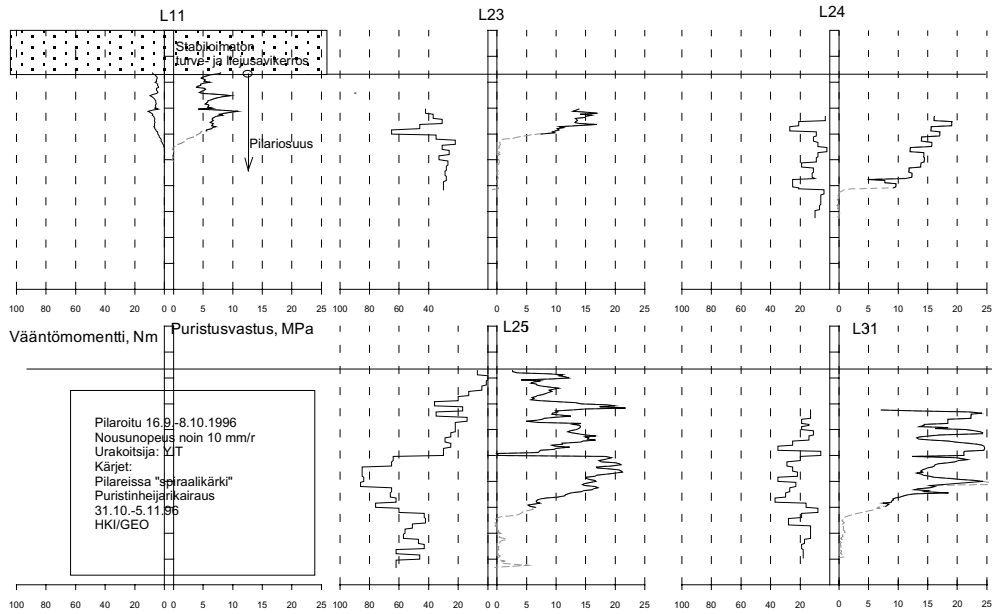 L11
L23
L24
Stabiloimaton
turve- ja liejusavikerros
Pilariosuus
100 80 60 40 20 0 0 5 10 15 20 25
100 80 60 40 20 0 0 5 10 15 20 25
100 80 60 40 20 0 0 5 10 15 20 25
Vääntömomentti, Nm
Puristusvastus, MPa
L25
L31
Pilaroitu 16.9.-8.10.1996
Nousunopeus noin 10 mm/r
Urakoitsija: YIT
Kärjet:
Pilareissa "spiraalikärki"
Puristinheijarikairaus
31.10.-5.11.96
HKI/GEO
100 80 60 40 20 0 0 5 10 15 20 25
100 80 60 40 20 0 0 5 10 15 20 25
100 80 60 40 20 0 0 5 10 15 20 25